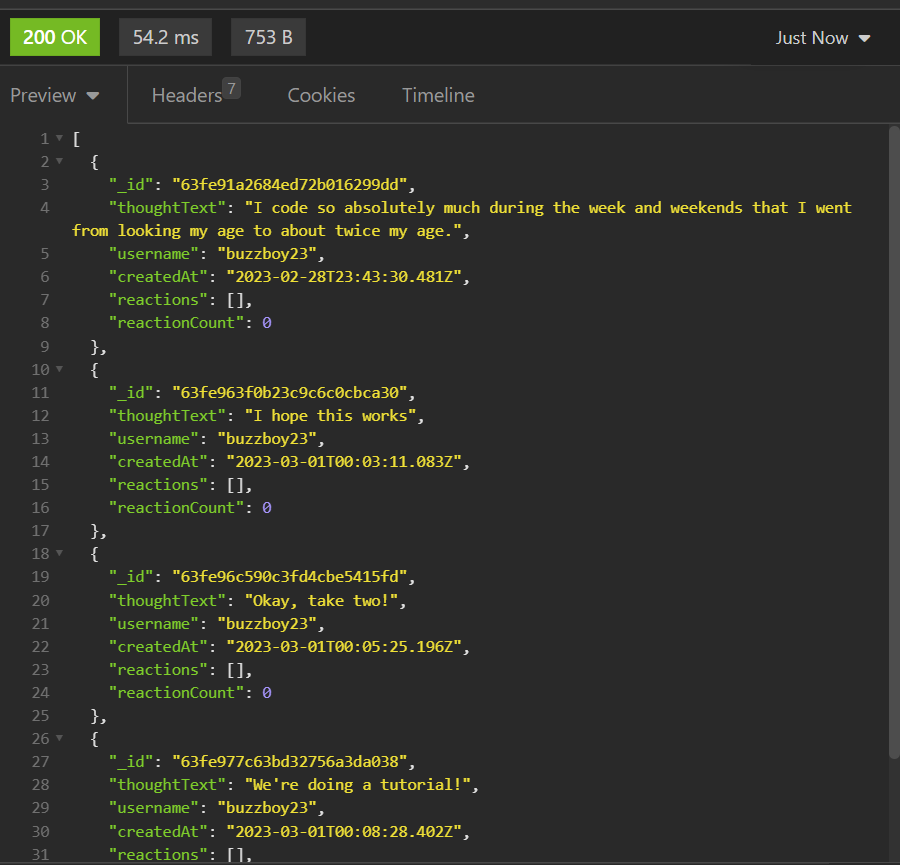 200 OK 54.2 ms 753 B Just Now
Preview Headers 7 Cookies Timeline
1 [
2 {
3 "_id": "63fe91a2684ed72b016299dd",
4 "thoughtText": "I code so absolutely much during the week and weekends that I went
from looking my age to about twice my age.",
5 "username": "buzzboy23",
6 "createdAt": "2023-02-28T23:43:30.481Z",
7 "reactions": [],
8 "reactionCount": 0
9 },
10 {
11 "_id": "63fe963f0b23c9c6c0cbca30",
12 "thoughtText": "I hope this works",
13 "username": "buzzboy23",
14 "createdAt": "2023-03-01T00:03:11.083Z",
15 "reactions": [],
16 "reactionCount": 0
17 },
18 {
19 "_id": "63fe96c590c3fd4cbe5415fd",
20 "thoughtText": "Okay, take two!",
21 "username": "buzzboy23",
22 "createdAt": "2023-03-01T00:05:25.196Z",
23 "reactions": [],
24 "reactionCount": 0
25 },
26 {
27 "_id": "63fe977c63bd32756a3da038",
28 "thoughtText": "We're doing a tutorial!",
29 "username": "buzzboy23",
30 "createdAt": "2023-03-01T00:08:28.402Z",
31 "reactions": [],